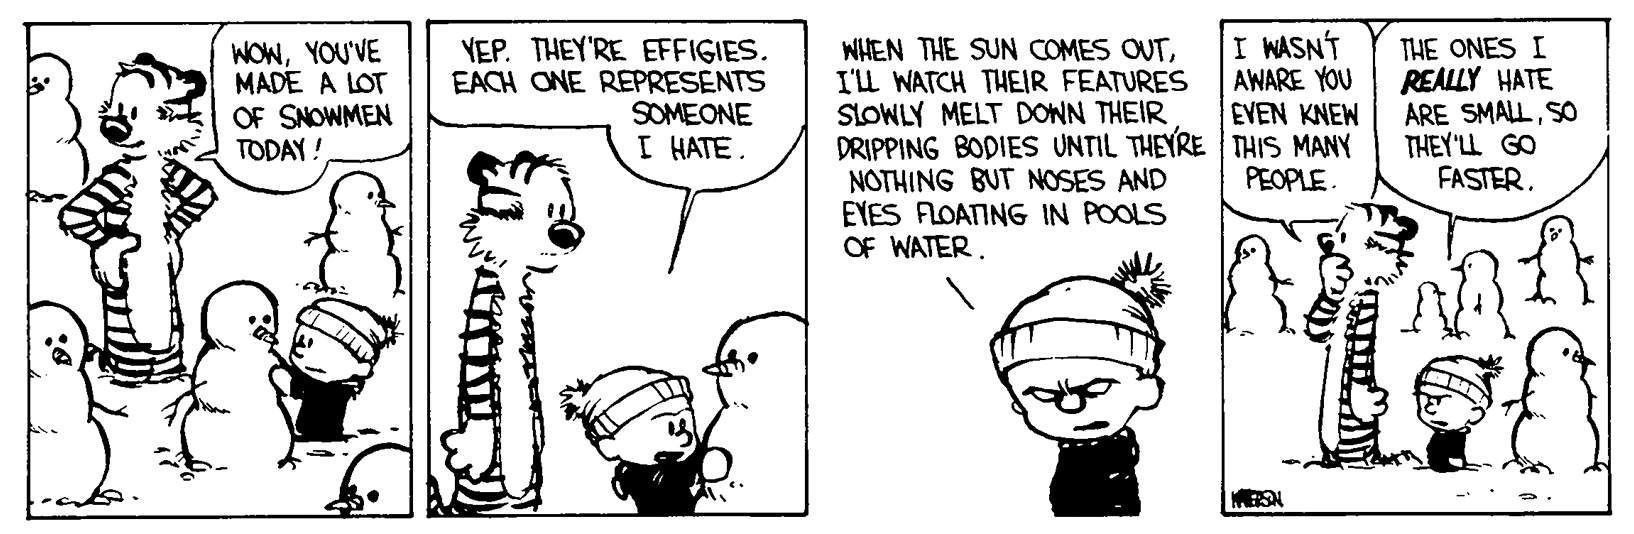 WOW, YOU'VE
MADE A LOT
OF SNOWMEN
TODAY!
YEP. THEY'RE EFFIGIES.
EACH ONE REPRESENTS
SOMEONE
I HATE.
WHEN THE SUN COMES OUT,
I'LL WATCH THEIR FEATURES
SLOWLY MELT DOWN THEIR
DRIPPING BODIES UNTIL THEY'RE
NOTHING BUT NOSES AND
EYES FLOATING IN POOLS
OF WATER.
I WASN'T
AWARE YOU
EVEN KNEW
THIS MANY
PEOPLE.
THE ONES I
REALLY HATE
ARE SMALL, SO
THEY'LL GO
FASTER.